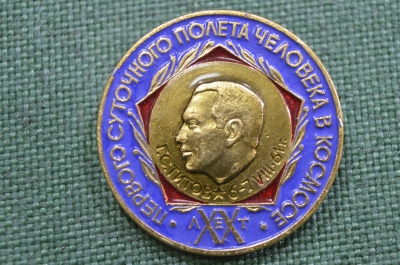 ПЕРВОГО СУТОЧНОГО ПОЛЕТА ЧЕЛОВЕКА В КОСМОСЕ
Г.С.ТИТОВ 6-7.VIII.61г.
XX
ЛЕТ